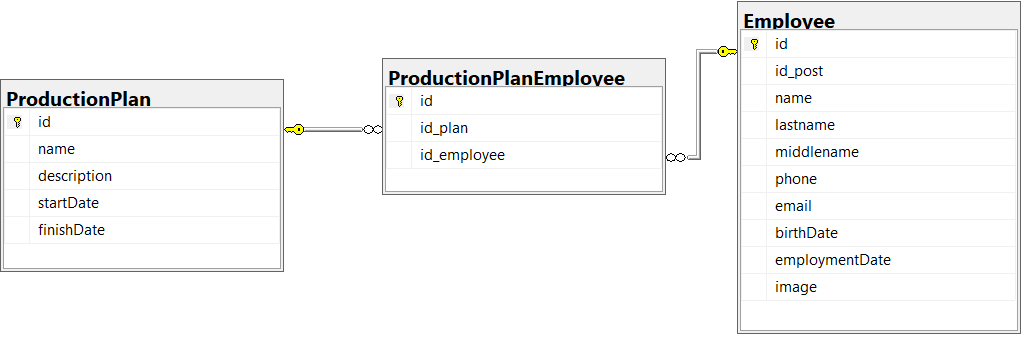 ProductionPlan
id
name
description
startDate
finishDate
ProductionPlanEmployee
id
id_plan
id_employee
Employee
id
id_post
name
lastname
middlename
phone
email
birthDate
employmentDate
image